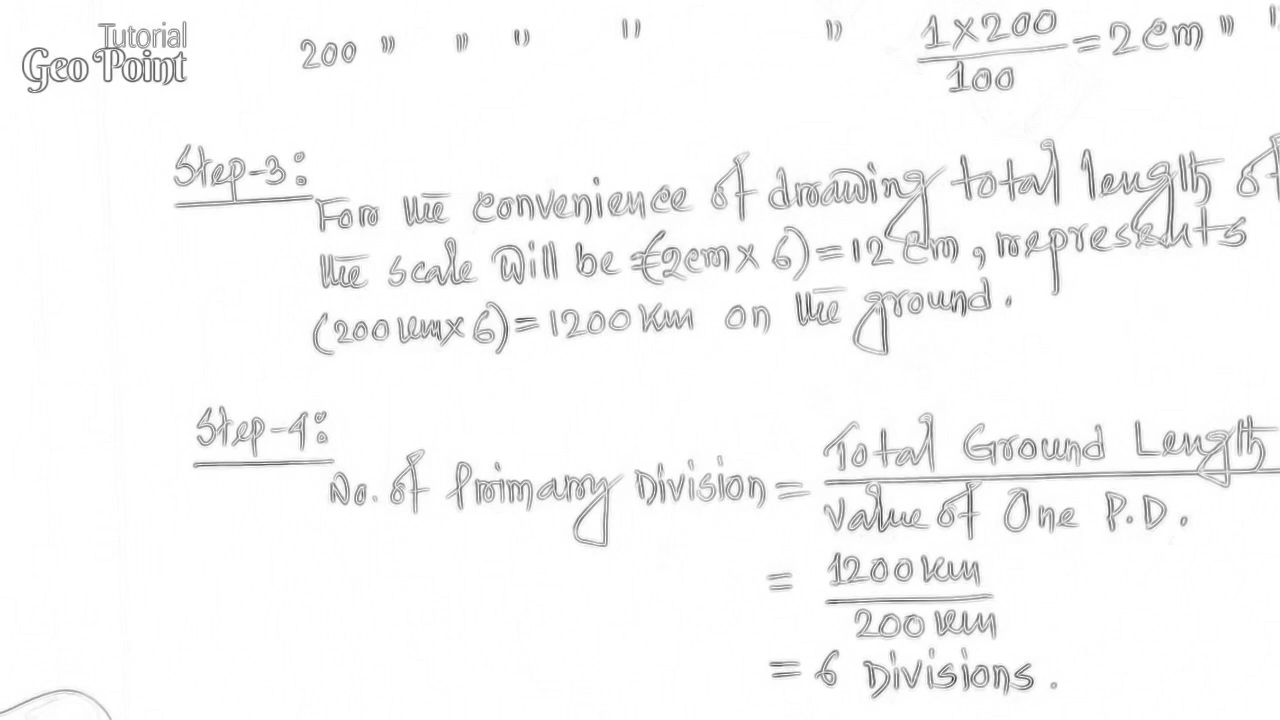 Tutorial
Geo Point
200 " " " " " 1×200/100 = 2 cm " "
Step-3:
For the convenience of drawing total length of
the scale will be (2cm × 6) = 12 cm, represents
(200 km × 6) = 1200 Km on the ground.
Step-4:
No. of Primary Division = Total Ground Length / Value of One P.D.
= 1200 km / 200 km
= 6 Divisions.